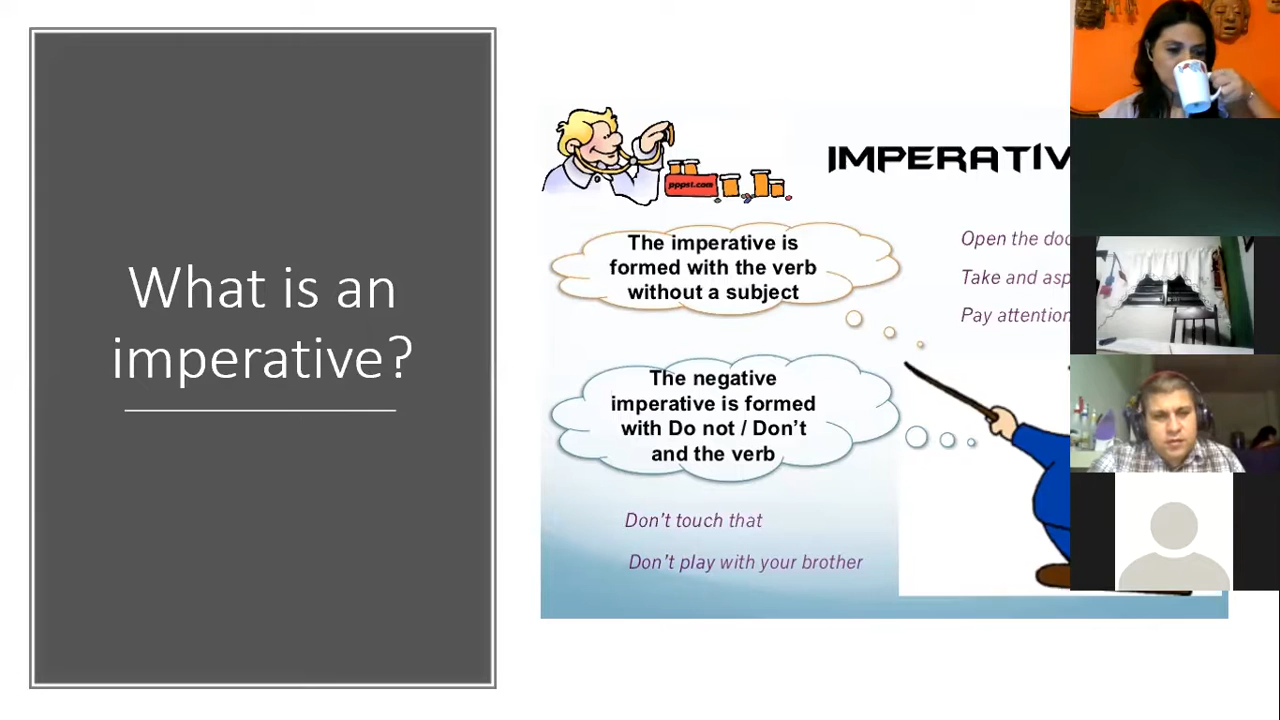 What is an
imperative?
pppst.com
IMPERATIV
The imperative is
formed with the verb
without a subject
Open the doo
Take and asp
Pay attention
The negative
imperative is formed
with Do not / Don't
and the verb
Don't touch that
Don't play with your brother